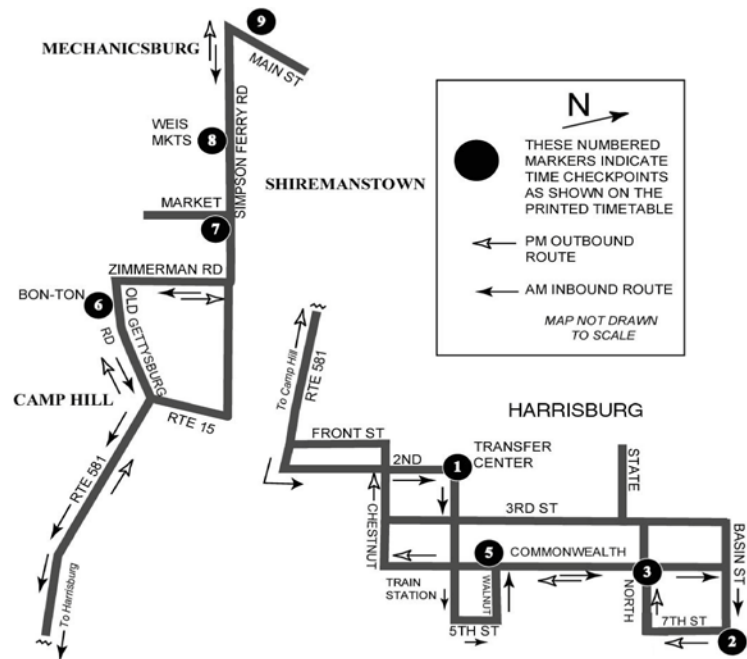 9
MECHANICSBURG
MAIN ST
SIMPSON FERRY RD
WEIS
MKTS
8
SHIREMANSTOWN
MARKET
7
ZIMMERMAN RD
BON-TON
6
OLD GETTYSBURG
RD
CAMP HILL
RTE 15
RTE 581
To Harrisburg
N
THESE NUMBERED
MARKERS INDICATE
TIME CHECKPOINTS
AS SHOWN ON THE
PRINTED TIMETABLE
PM OUTBOUND
ROUTE
AM INBOUND ROUTE
MAP NOT DRAWN
TO SCALE
To Camp Hill
RTE 581
HARRISBURG
FRONT ST
2ND
1
TRANSFER
CENTER
STATE
3RD ST
CHESTNUT
5
COMMONWEALTH
BASIN ST
3
TRAIN
STATION
WALNUT
NORTH
5TH ST
7TH ST
2